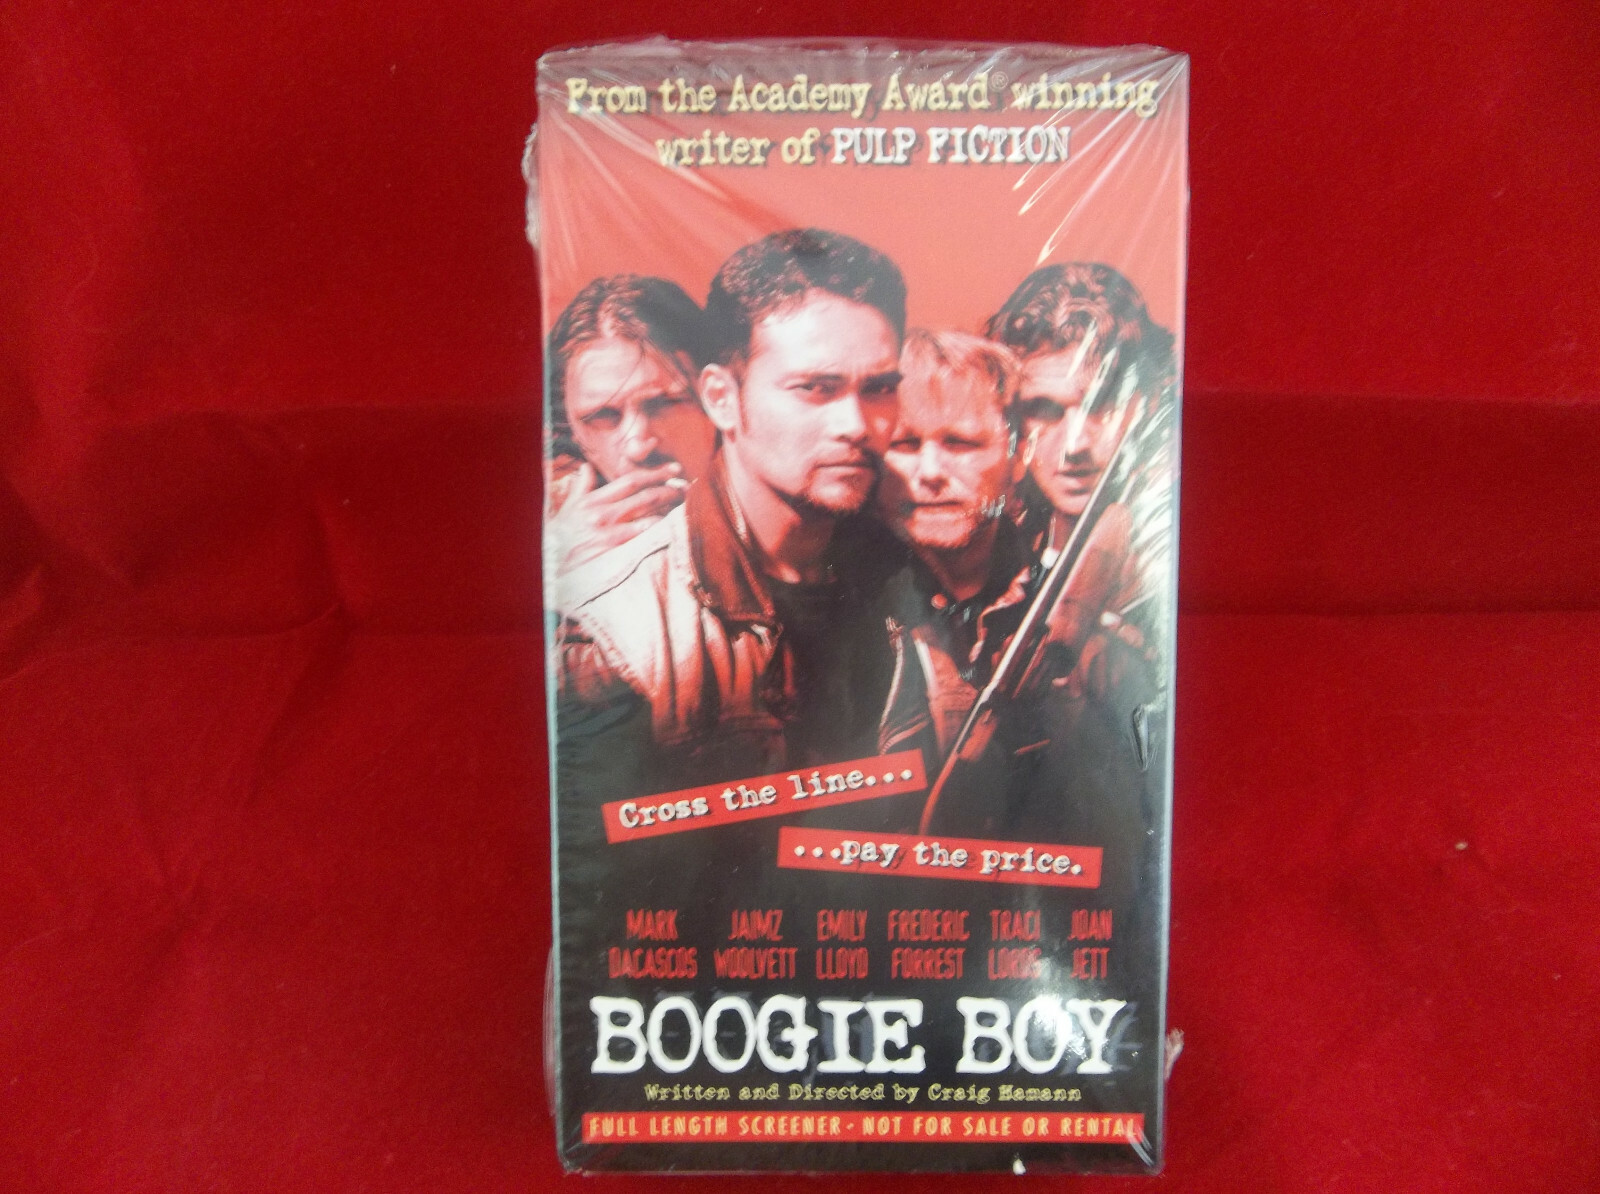 From the Academy Award® winning
writer of PULP FICTION
Cross the line...
...pay the price.
MARK DACASCOS JAIMZ WOOLVETT EMILY LLOYD FREDERIC FORREST TRACI LORDS JOAN JETT
BOOGIE BOY
Written and Directed by Craig Hamann
FULL LENGTH SCREENER - NOT FOR SALE OR RENTAL